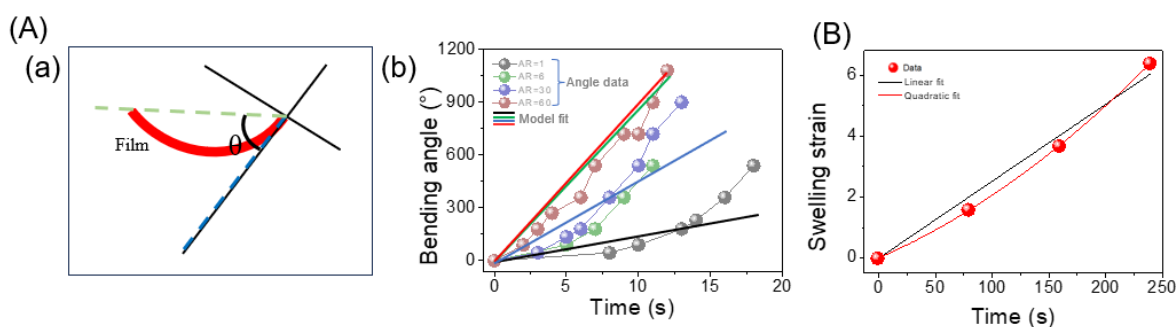 (A)
(a)
Film
θ
(b)
Bending angle (°)
1200
900
600
300
0
AR=1
AR=6
AR=30
AR=60
Angle data
Model fit
0 5 10 15 20
Time (s)
(B)
Swelling strain
6
4
2
0
Data
Linear fit
Quadratic fit
0 50 100 150 200 250
Time (s)